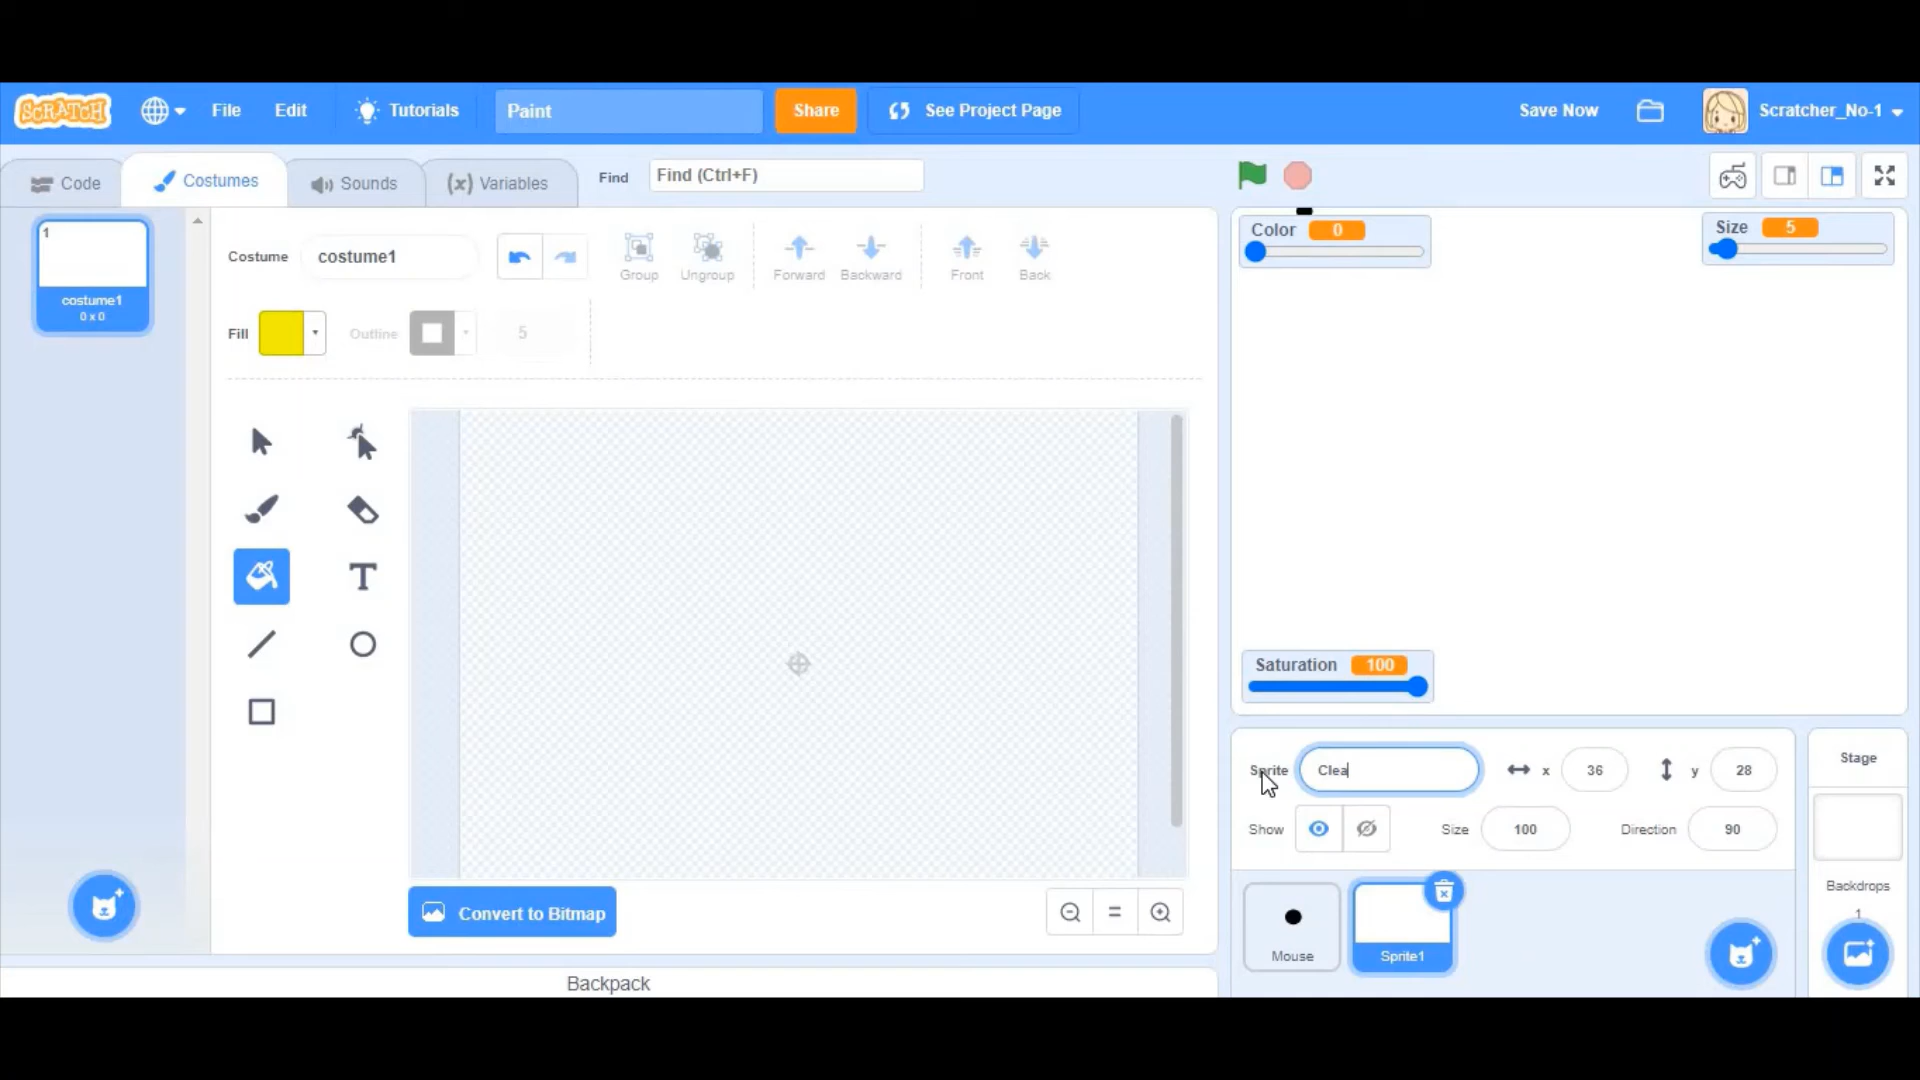 SCRATCH File Edit Tutorials Paint Share See Project Page Save Now Scratcher_No-1
Code Costumes Sounds (x) Variables Find Find (Ctrl+F)
1
costume1
0 x 0
Costume costume1 Group Ungroup Forward Backward Front Back
Fill Outline 5
T
Convert to Bitmap
Backpack
Color 0
Size 5
Saturation 100
Sprite Clea x 36 y 28
Show Size 100 Direction 90
Mouse Sprite1
Stage
Backdrops
1